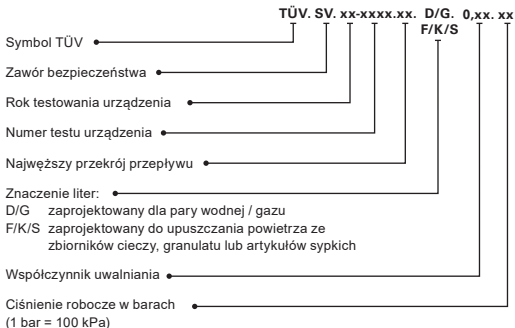 TÜV. SV. xx-xxxx.xx. D/G. 0,xx. xx
F/K/S
Symbol TÜV
Zawór bezpieczeństwa
Rok testowania urządzenia
Numer testu urządzenia
Najwęższy przekrój przepływu
Znaczenie liter:
D/G zaprojektowany dla pary wodnej / gazu
F/K/S zaprojektowany do upuszczania powietrza ze
zbiorników cieczy, granulatu lub artykułów sypkich
Współczynnik uwalniania
Ciśnienie robocze w barach
(1 bar = 100 kPa)